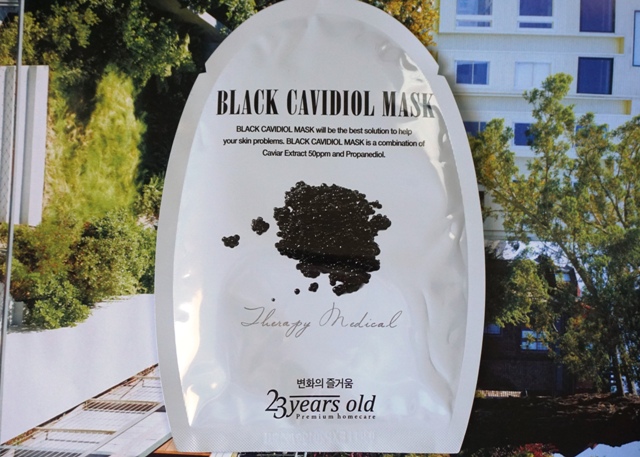 BLACK CAVIDIOL MASK
BLACK CAVIDIOL MASK will be the best solution to help
your skin problems. BLACK CAVIDIOL MASK is a combination of
Caviar Extract 50ppm and Propanediol.
Therapy Medical
변화의 즐거움
23 years old
Premium homecare